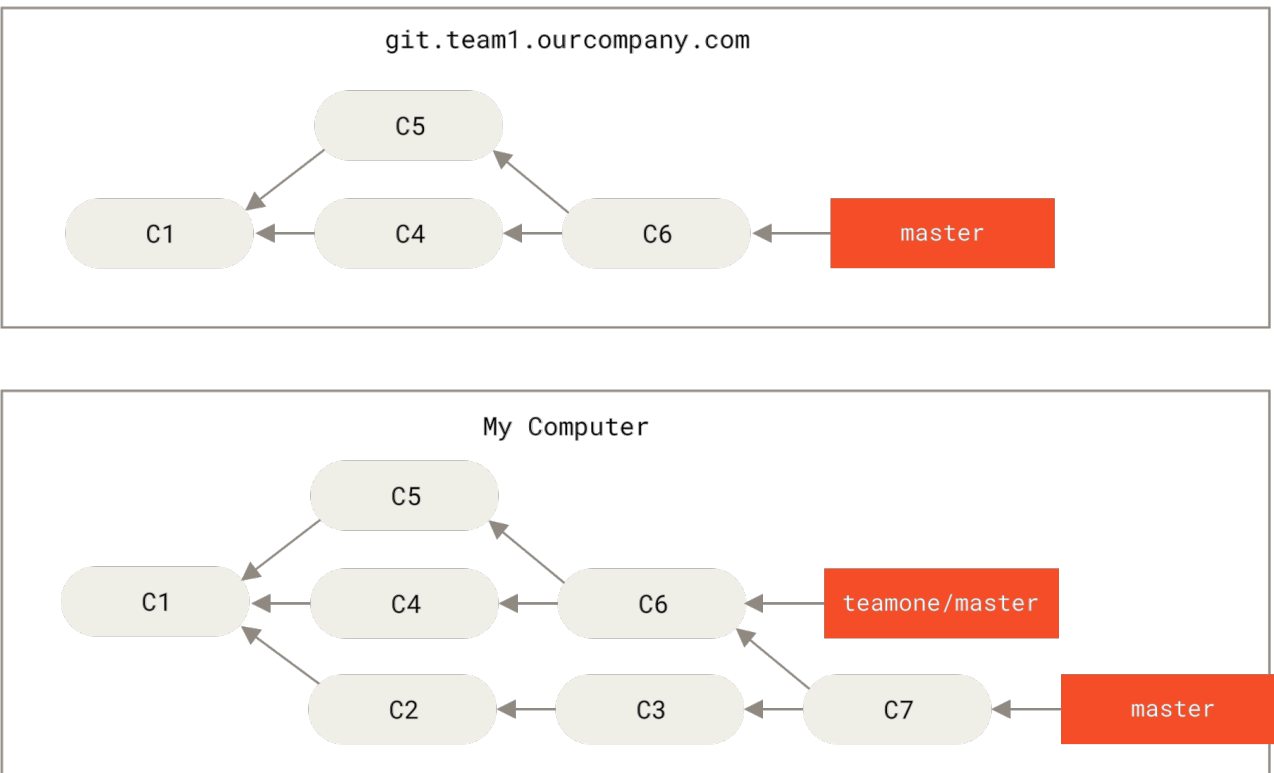 git.team1.ourcompany.com
C5
C1
C4
C6
master
My Computer
C5
C1
C4
C6
teamone/master
C2
C3
C7
master